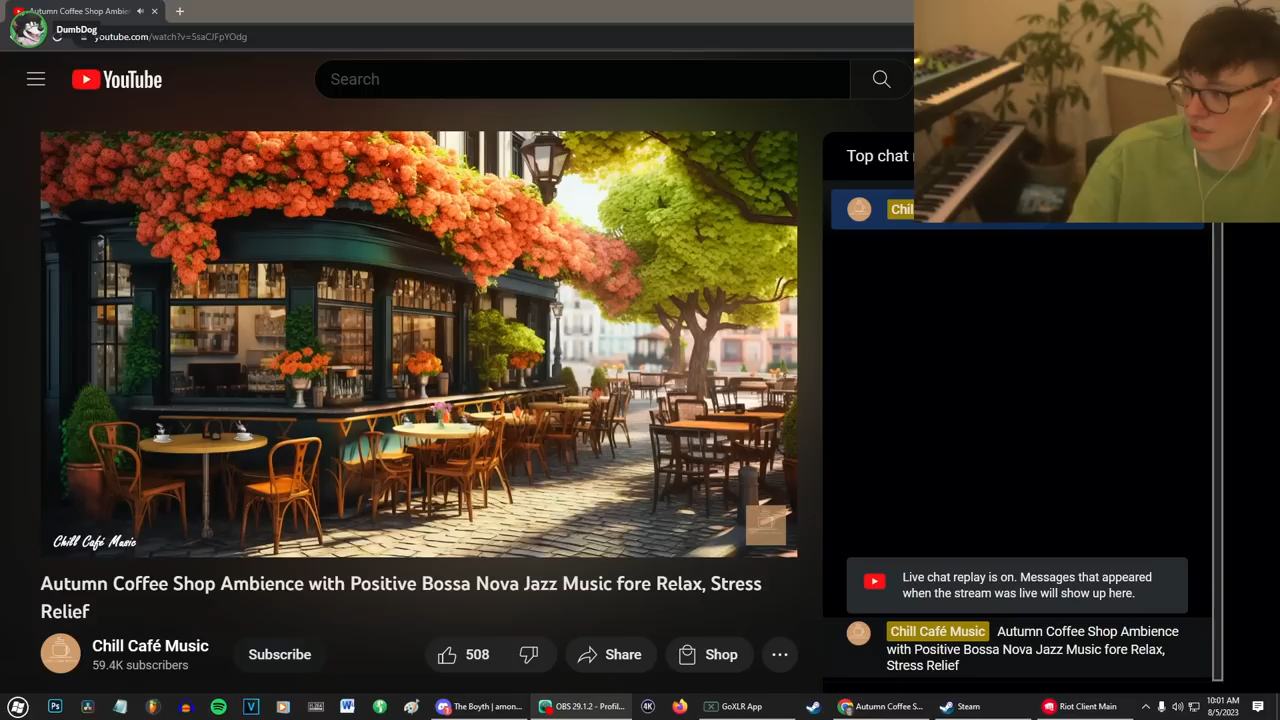 Autumn Coffee Shop Ambie
DumbDog
youtube.com/watch?v=5saCJFpYOdg
YouTube
Search
Top chat
Chil
Chill Café Music
Autumn Coffee Shop Ambience with Positive Bossa Nova Jazz Music fore Relax, Stress
Relief
Chill Café Music
59.4K subscribers
Subscribe
508
Share
Shop
Live chat replay is on. Messages that appeared
when the stream was live will show up here.
Chill Café Music Autumn Coffee Shop Ambience
with Positive Bossa Nova Jazz Music fore Relax,
Stress Relief
The Boyth | amon...
OBS 29.1.2 - Profil...
4K
GoXLR App
Autumn Coffee S...
Steam
Riot Client Main
10:01 AM
8/5/2023